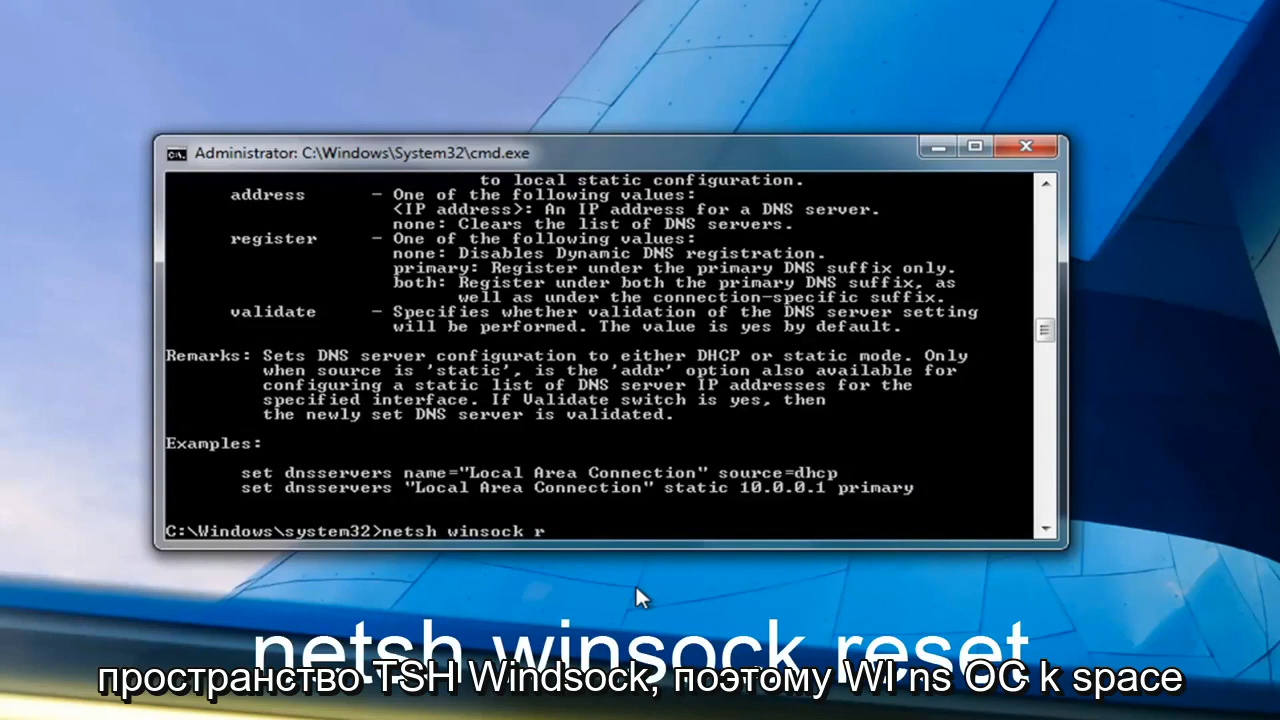 Administrator: C:\Windows\System32\cmd.exe
to local static configuration.
address - One of the following values:
<IP address>: An IP address for a DNS server.
none: Clears the list of DNS servers.
register - One of the following values:
none: Disables Dynamic DNS registration.
primary: Register under the primary DNS suffix only.
both: Register under both the primary DNS suffix, as
well as under the connection-specific suffix.
validate - Specifies whether validation of the DNS server setting
will be performed. The value is yes by default.
Remarks: Sets DNS server configuration to either DHCP or static mode. Only
when source is 'static', is the 'addr' option also available for
configuring a static list of DNS server IP addresses for the
specified interface. If Validate switch is yes, then
the newly set DNS server is validated.
Examples:
set dnsservers name="Local Area Connection" source=dhcp
set dnsservers "Local Area Connection" static 10.0.0.1 primary
C:\Windows\system32>netsh winsock r
netsh winsock reset
пространство TSH Windsock, поэтому WI ns OC k space